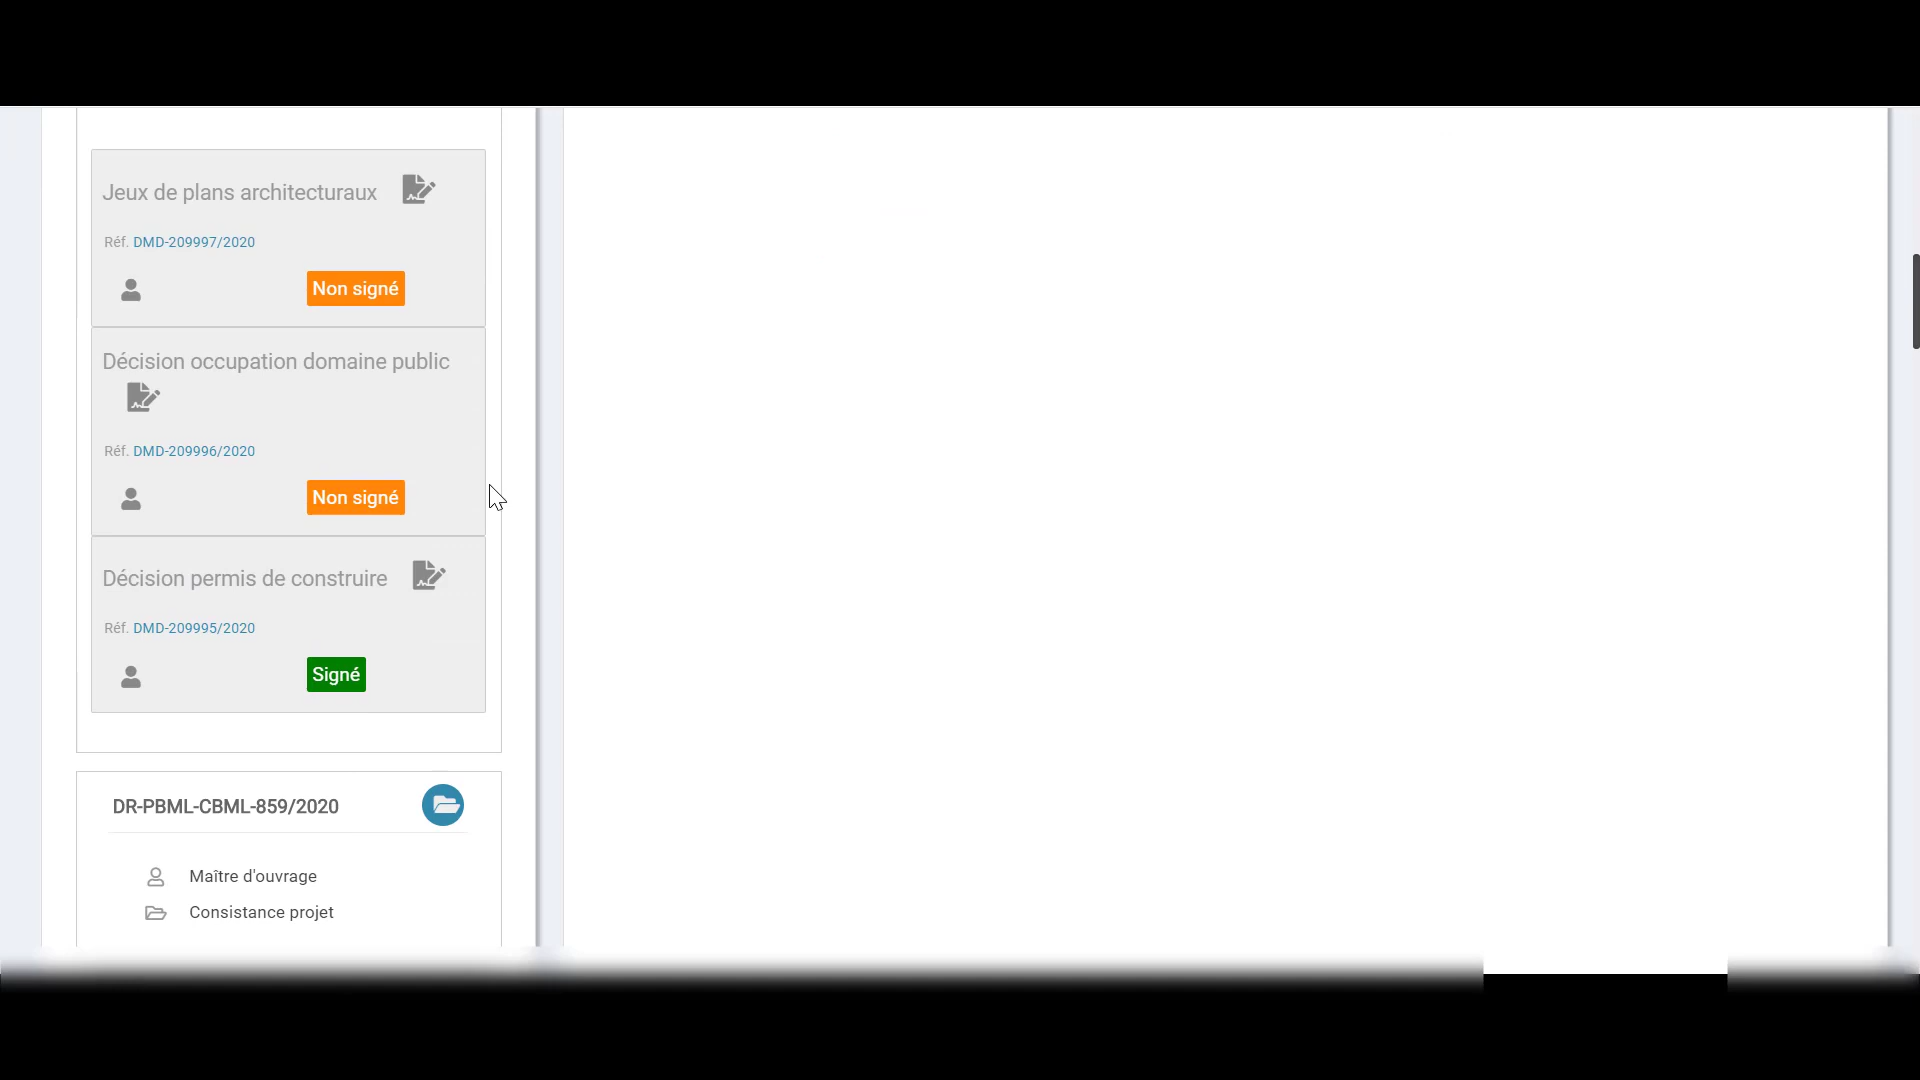 Jeux de plans architecturaux
Réf. DMD-209997/2020
Non signé
Décision occupation domaine public
Réf. DMD-209996/2020
Non signé
Décision permis de construire
Réf. DMD-209995/2020
Signé
DR-PBML-CBML-859/2020
Maître d'ouvrage
Consistance projet